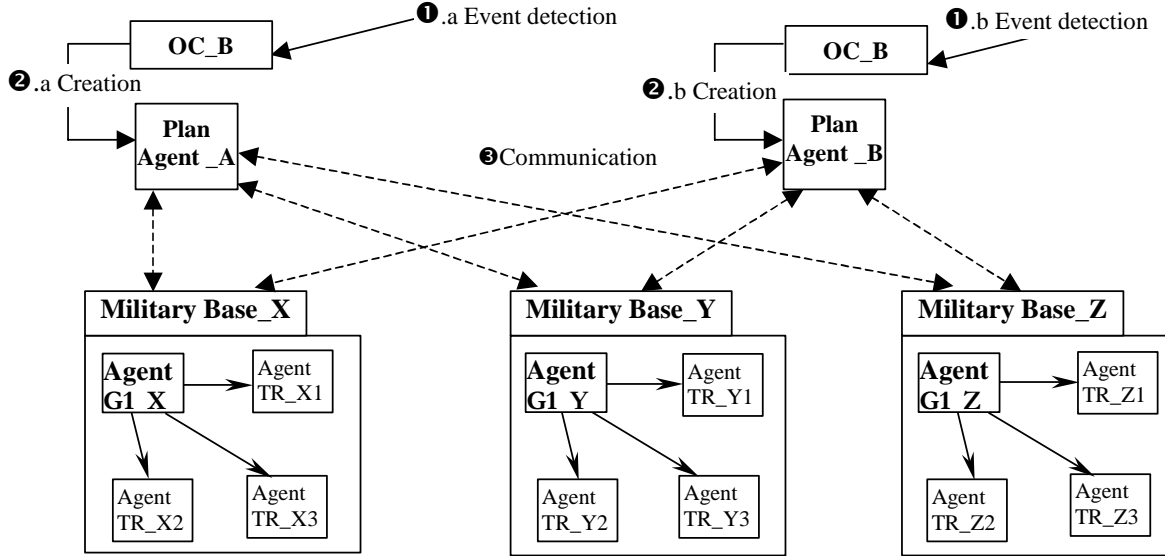 ❶.a Event detection
❶.b Event detection
OC_B
OC_B
❷.a Creation
❷.b Creation
Plan
Agent _A
Plan
Agent _B
❸Communication
Military Base_X
Military Base_Y
Military Base_Z
Agent
G1_X
Agent
TR_X1
Agent
TR_X2
Agent
TR_X3
Agent
G1_Y
Agent
TR_Y1
Agent
TR_Y2
Agent
TR_Y3
Agent
G1_Z
Agent
TR_Z1
Agent
TR_Z2
Agent
TR_Z3